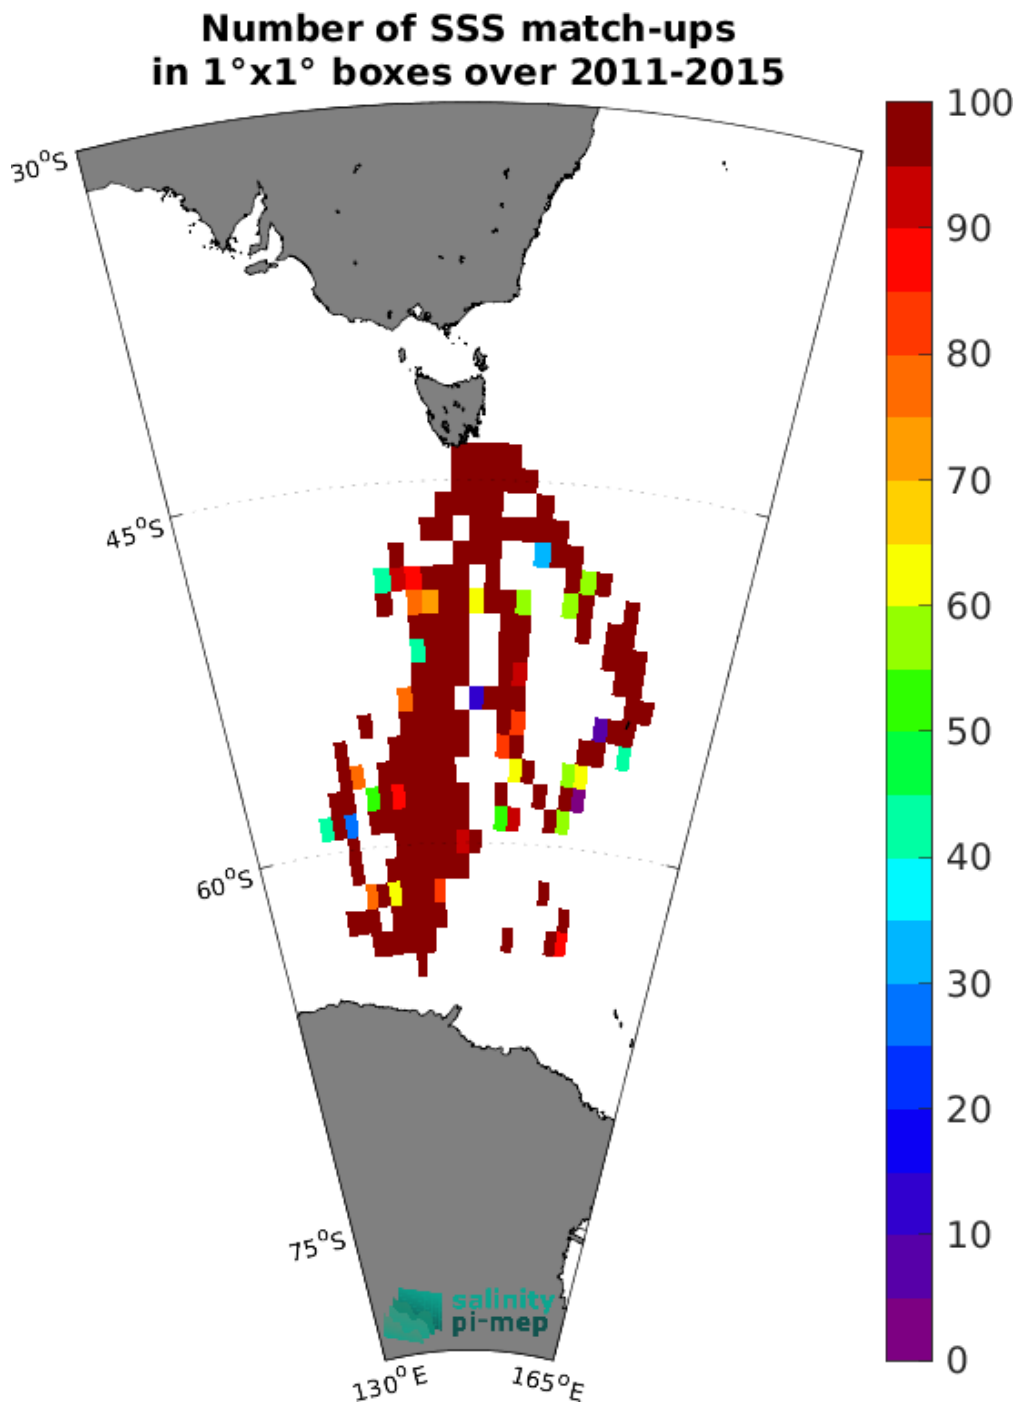 Number of SSS match-ups
in 1°x1° boxes over 2011-2015
30°S
45°S
60°S
75°S
130°E
165°E
100
90
80
70
60
50
40
30
20
10
0
salinity
pi-mep